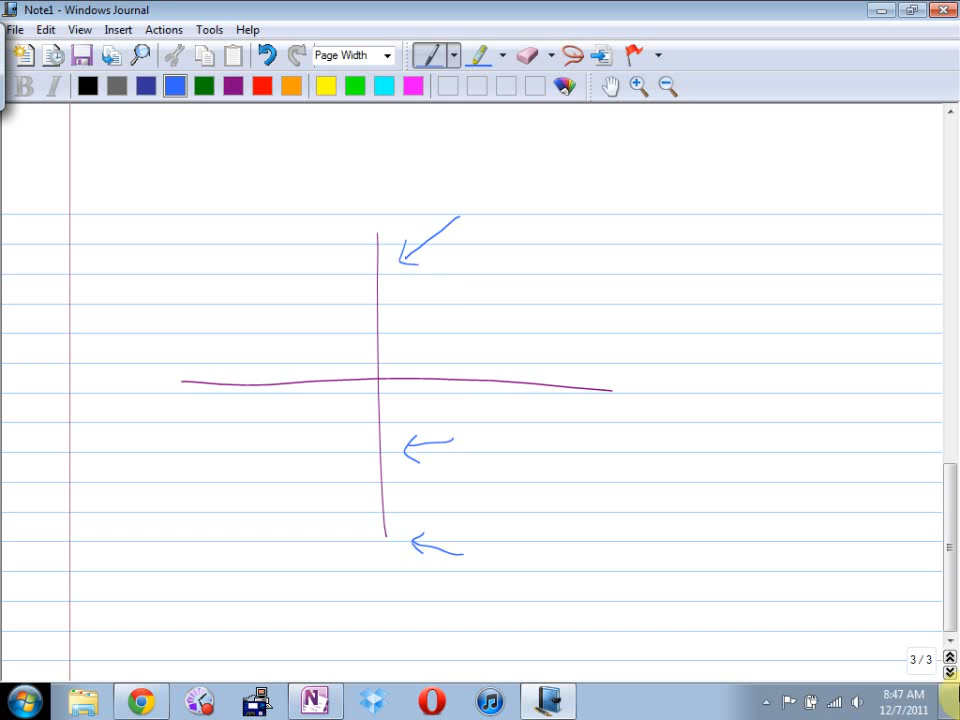 Note1 - Windows Journal
File Edit View Insert Actions Tools Help
Page Width
B I
3 / 3
N
8:47 AM
12/7/2011